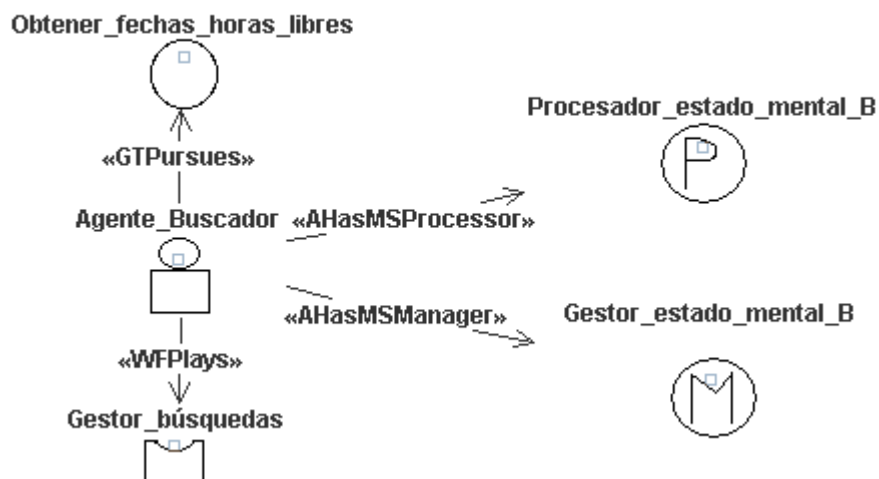 Obtener_fechas_horas_libres
Procesador_estado_mental_B
P
«GTPursues»
Agente_Buscador
«AHasMSProcessor»
«AHasMSManager»
Gestor_estado_mental_B
M
«WFPlays»
Gestor_búsquedas